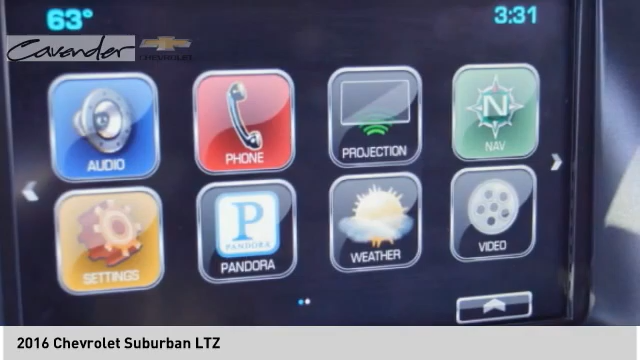 63° 3:31
Cavender CHEVROLET
AUDIO PHONE PROJECTION NAV
N
P
PANDORA
SETTINGS PANDORA WEATHER VIDEO
2016 Chevrolet Suburban LTZ